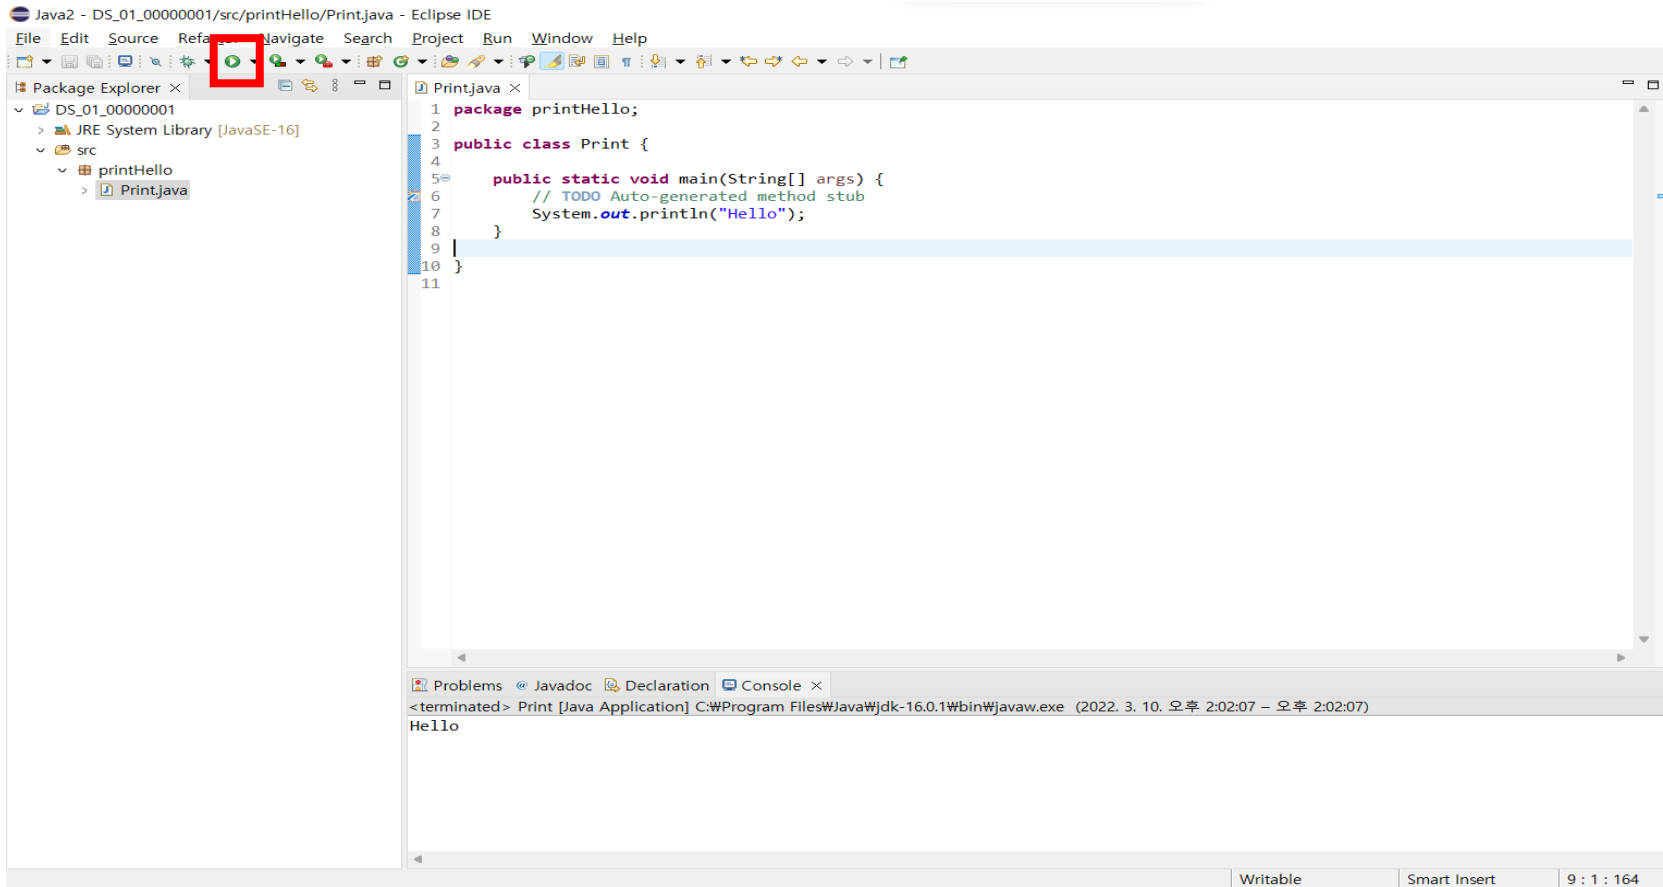 Java2 - DS_01_00000001/src/printHello/Print.java - Eclipse IDE
File Edit Source Navigate Search Project Run Window Help
Package Explorer
DS_01_00000001
JRE System Library [JavaSE-16]
src
printHello
Print.java
Print.java
1 package printHello;
2
3 public class Print {
4
5 public static void main(String[] args) {
6 // TODO Auto-generated method stub
7 System.out.println("Hello");
8 }
9
10 }
11
Problems @ Javadoc Declaration Console
<terminated> Print [Java Application] C:₩Program Files₩Java₩jdk-16.0.1₩bin₩javaw.exe (2022. 3. 10. 오후 2:02:07 – 오후 2:02:07)
Hello
Writable Smart Insert 9 : 1 : 164